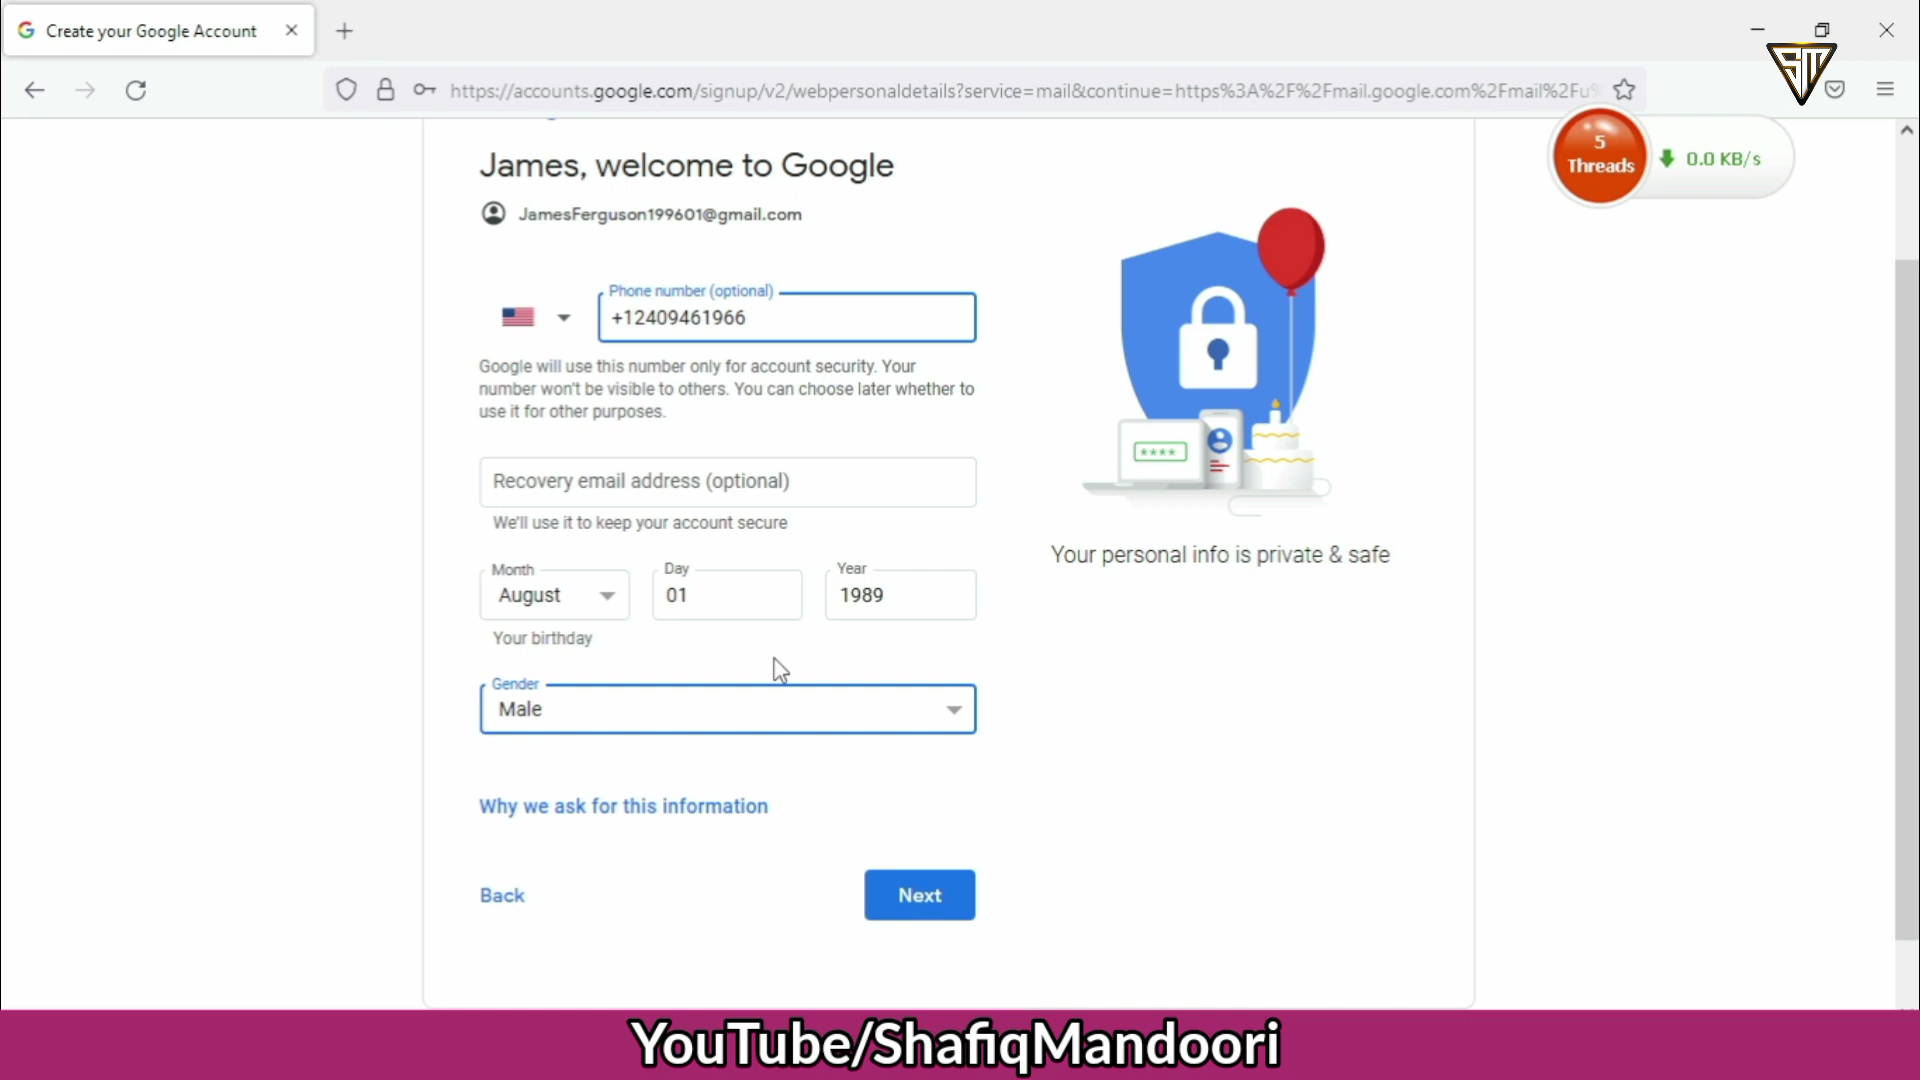 Create your Google Account
https://accounts.google.com/signup/v2/webpersonaldetails?service=mail&continue=https%3A%2F%2Fmail.google.com%2Fmail%2Fu%
5
Threads
0.0 KB/s
James, welcome to Google
JamesFerguson199601@gmail.com
Phone number (optional)
+12409461966
Google will use this number only for account security. Your
number won't be visible to others. You can choose later whether to
use it for other purposes.
Recovery email address (optional)
We'll use it to keep your account secure
****
Your personal info is private & safe
Month
August
Day
01
Year
1989
Your birthday
Gender
Male
Why we ask for this information
Back
Next
YouTube/ShafiqMandoori